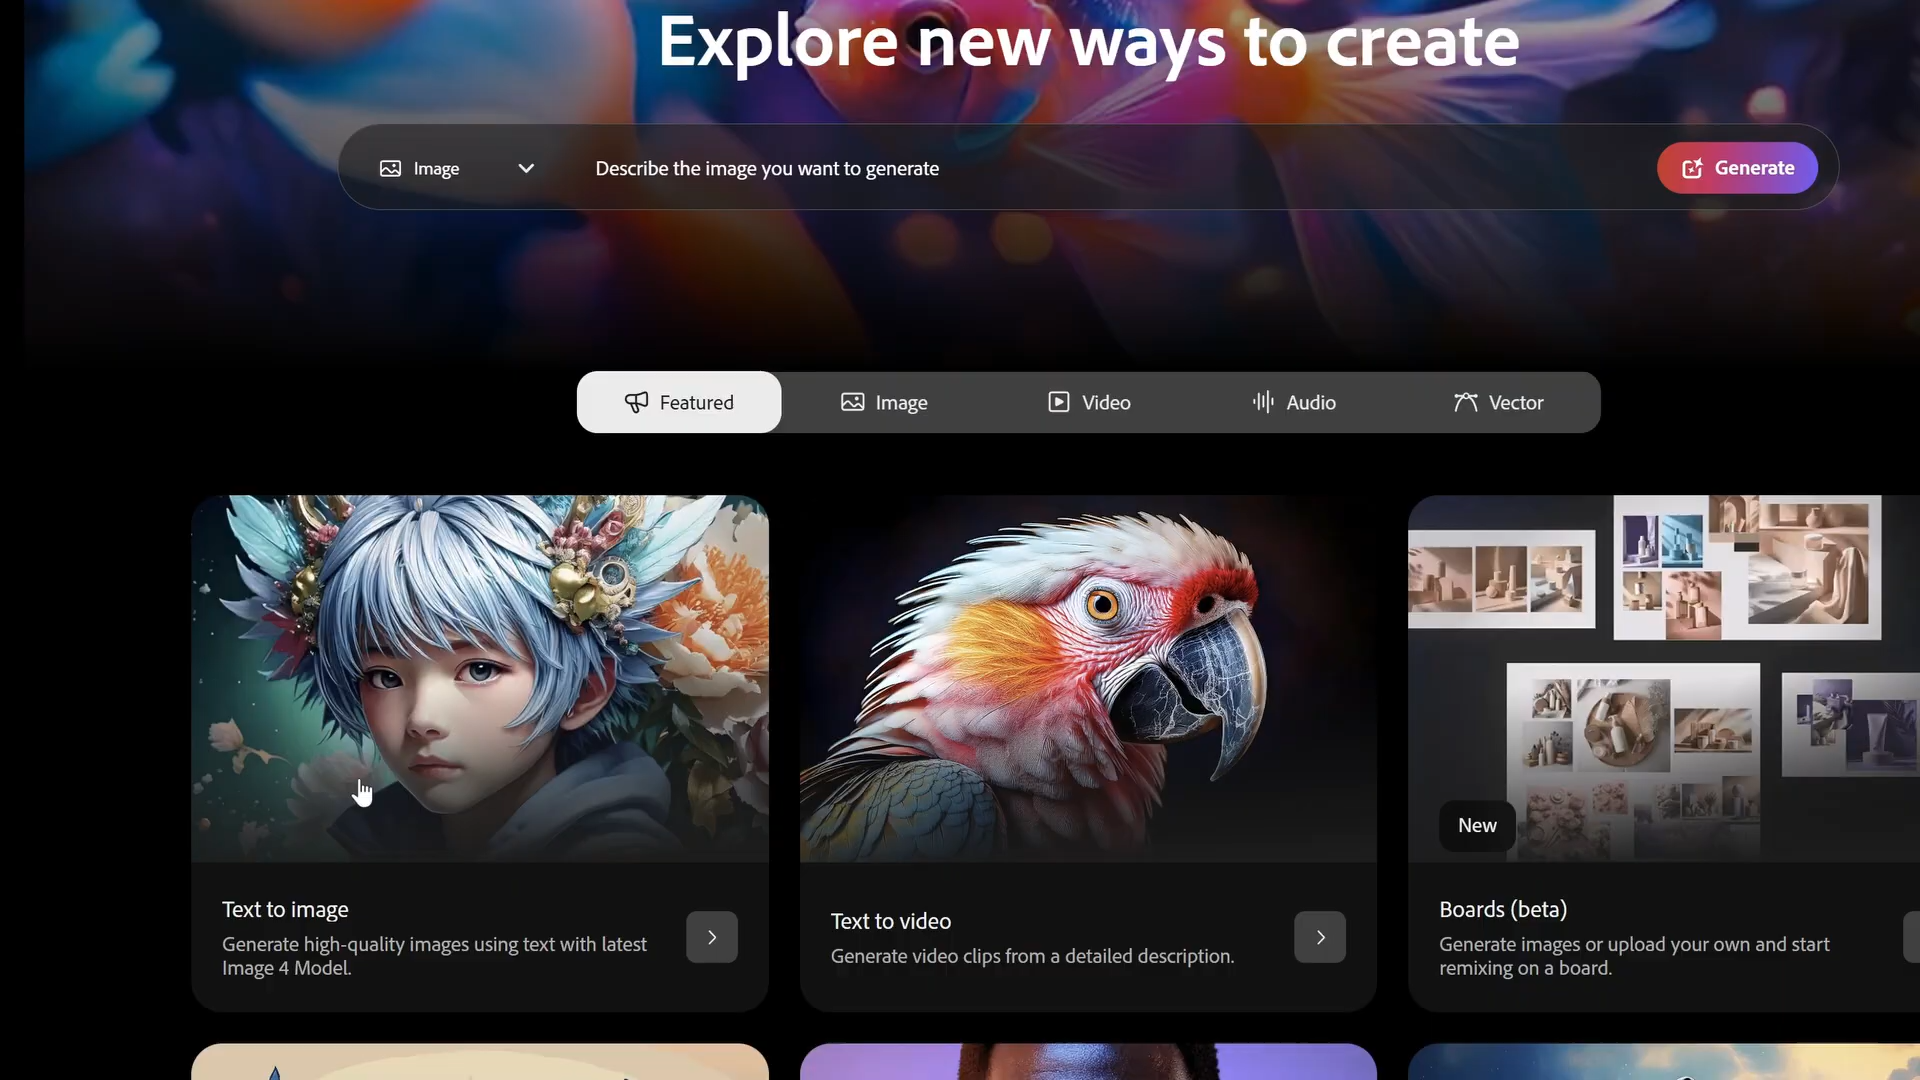 Explore new ways to create
Image
Describe the image you want to generate
Generate
Featured
Image
Video
Audio
Vector
Text to image
Generate high-quality images using text with latest
Image 4 Model.
Text to video
Generate video clips from a detailed description.
New
Boards (beta)
Generate images or upload your own and start
remixing on a board.